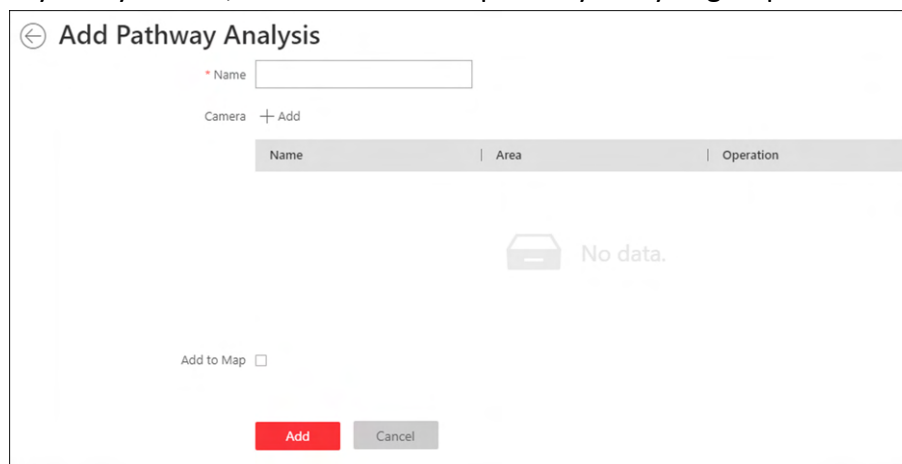 Add Pathway Analysis
* Name
Camera + Add
Name | Area | Operation
No data.
Add to Map
Add Cancel